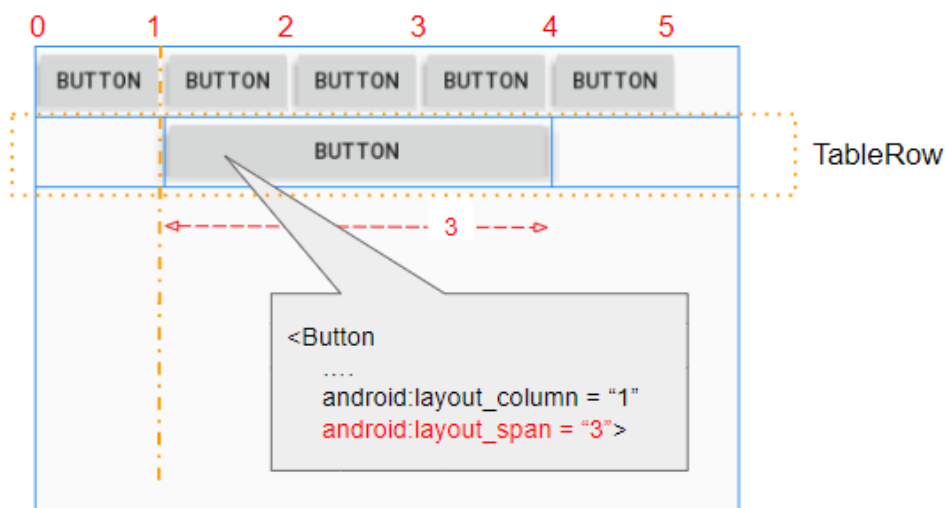 0 1 2 3 4 5
BUTTON BUTTON BUTTON BUTTON BUTTON
BUTTON
TableRow
3
<Button
....
android:layout_column = “1”
android:layout_span = “3”>